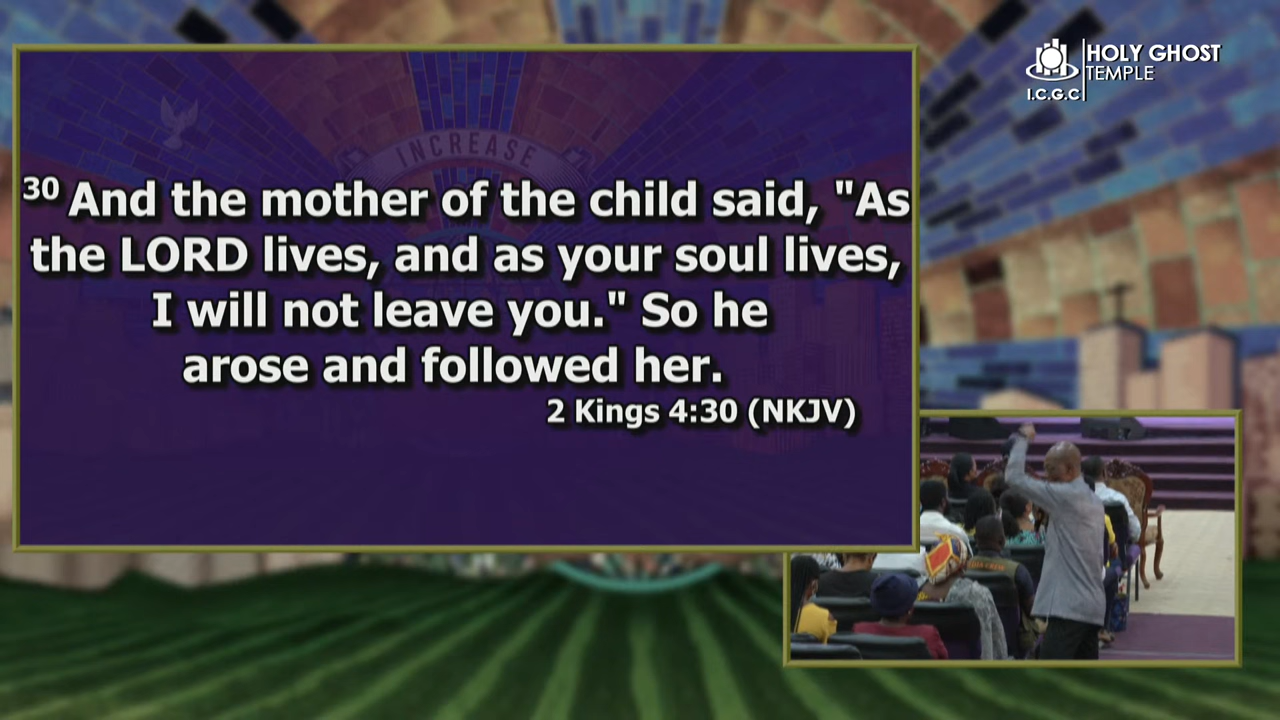 HOLY GHOST
TEMPLE
I.C.G.C
INCREASE
30 And the mother of the child said, "As
the LORD lives, and as your soul lives,
I will not leave you." So he
arose and followed her.
2 Kings 4:30 (NKJV)